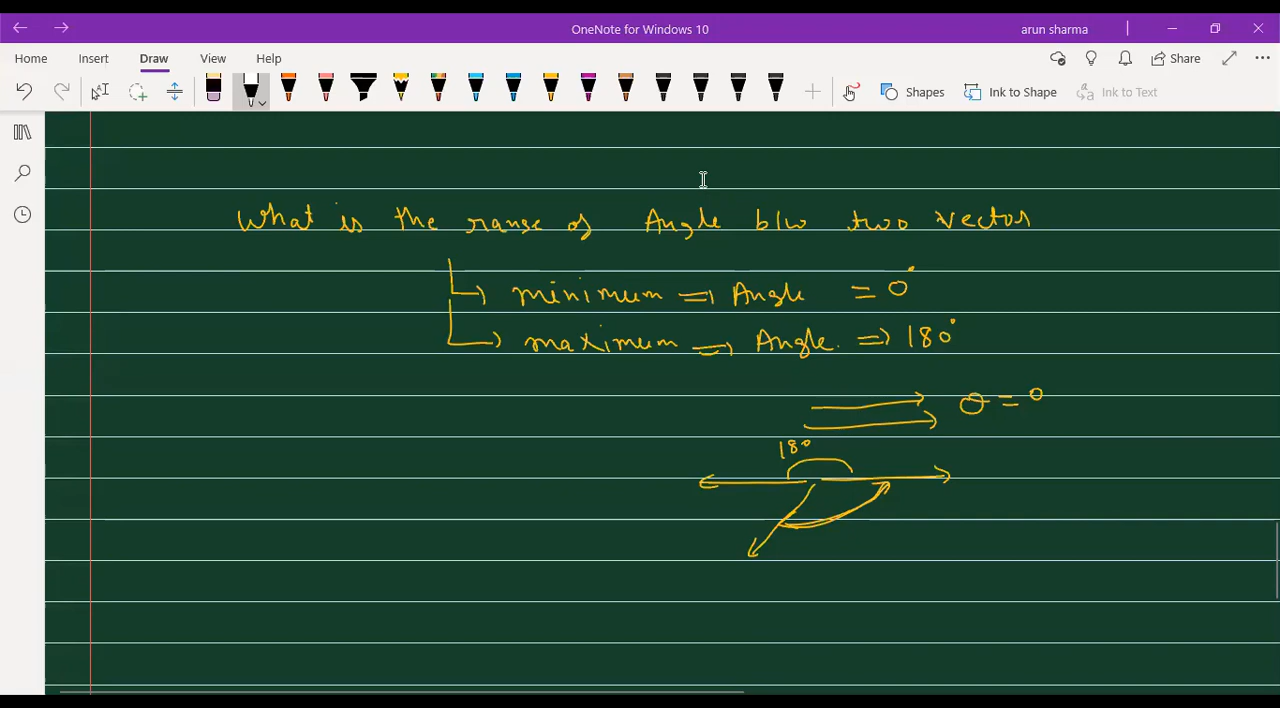 OneNote for Windows 10
arun sharma
Home Insert Draw View Help
Share
Shapes Ink to Shape Ink to Text
What is the range of Angle b/w two vector
↳ minimum ⇒ Angle = 0°
↳ maximum ⇒ Angle. ⇒ 180°
θ = 0
180